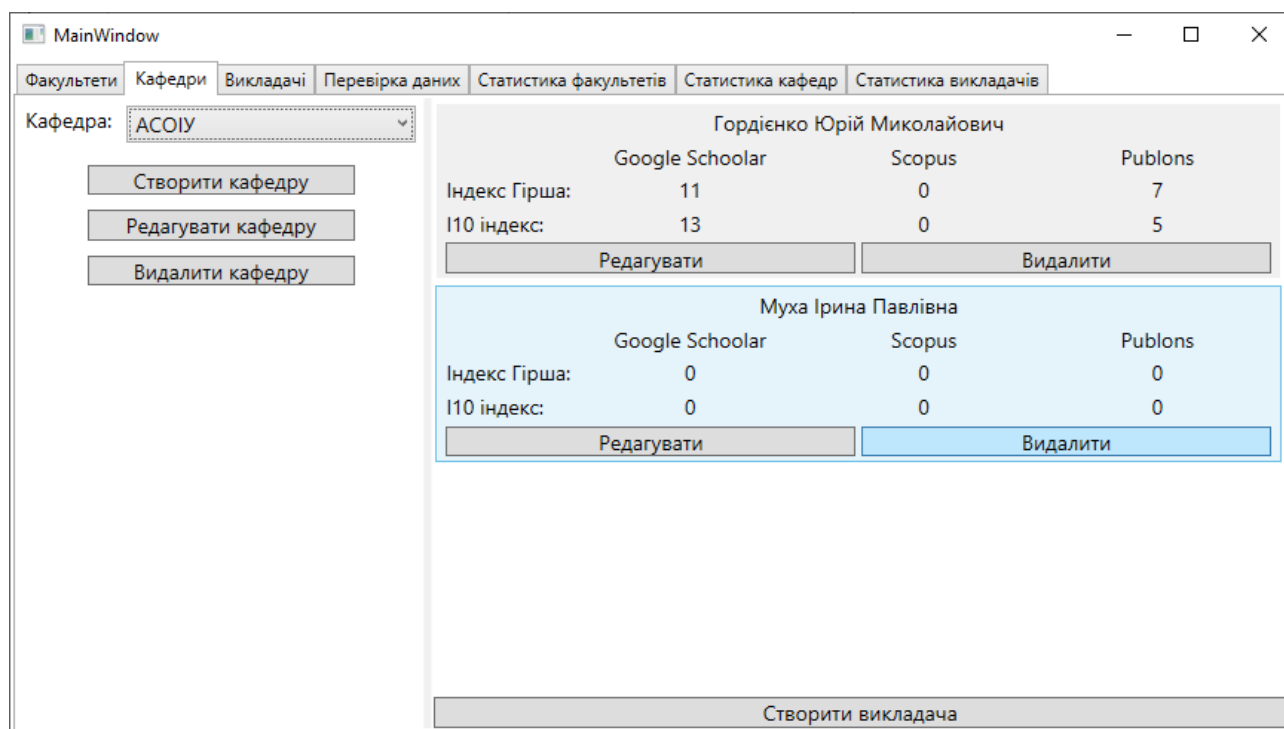 MainWindow
Факультети Кафедри Викладачі Перевірка даних Статистика факультетів Статистика кафедр Статистика викладачів
Кафедра: АСОІУ
Створити кафедру
Редагувати кафедру
Видалити кафедру
Гордієнко Юрій Миколайович
Google Schoolar Scopus Publons
Індекс Гірша: 11 0 7
I10 індекс: 13 0 5
Редагувати Видалити
Муха Ірина Павлівна
Google Schoolar Scopus Publons
Індекс Гірша: 0 0 0
I10 індекс: 0 0 0
Редагувати Видалити
Створити викладача